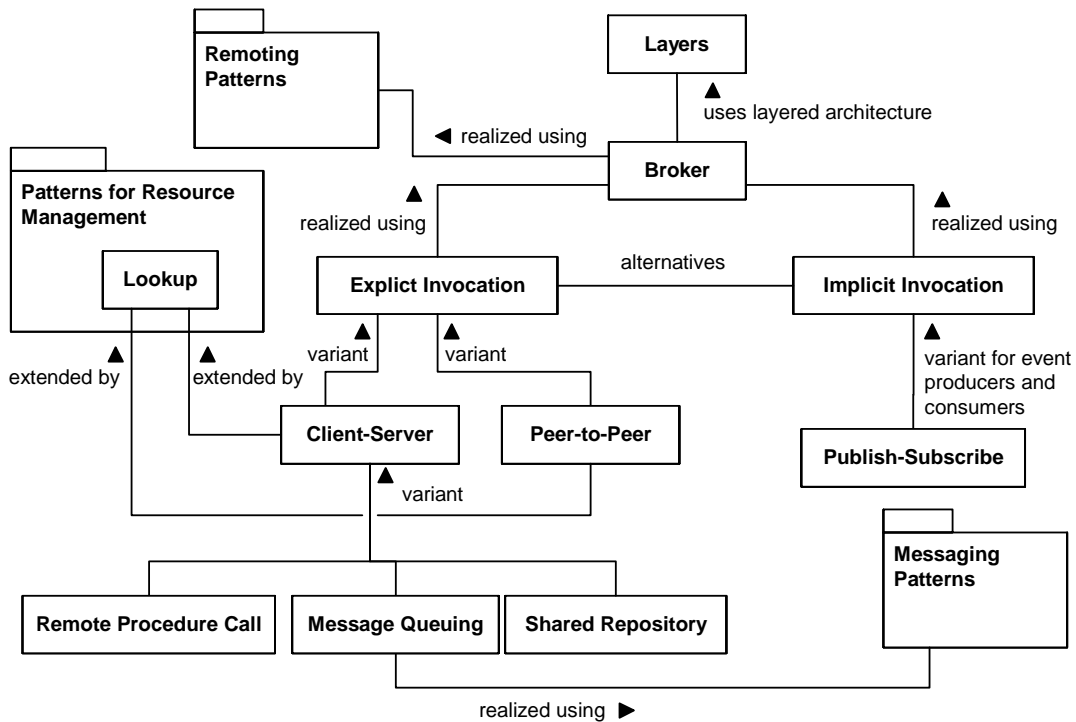 Remoting
Patterns
Layers
uses layered architecture
realized using
Broker
Patterns for Resource
Management
realized using
realized using
Lookup
Explict Invocation
alternatives
Implicit Invocation
extended by
extended by
variant
variant
variant for event
producers and
consumers
Client-Server
Peer-to-Peer
Publish-Subscribe
variant
Messaging
Patterns
Remote Procedure Call
Message Queuing
Shared Repository
realized using